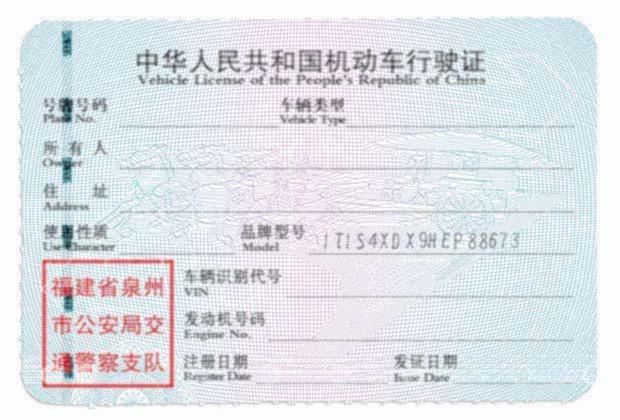 中华人民共和国机动车行驶证
Vehicle License of the People's Republic of China
号牌号码 车辆类型
Plate No. Vehicle Type
所有人
Owner
住址
Address
使用性质 品牌型号 1T1S4XDX9HEP88673
Use Character Model
福建省泉州
市公安局交
通警察支队
车辆识别代号
VIN
发动机号码
Engine No.
注册日期 发证日期
Register Date Issue Date